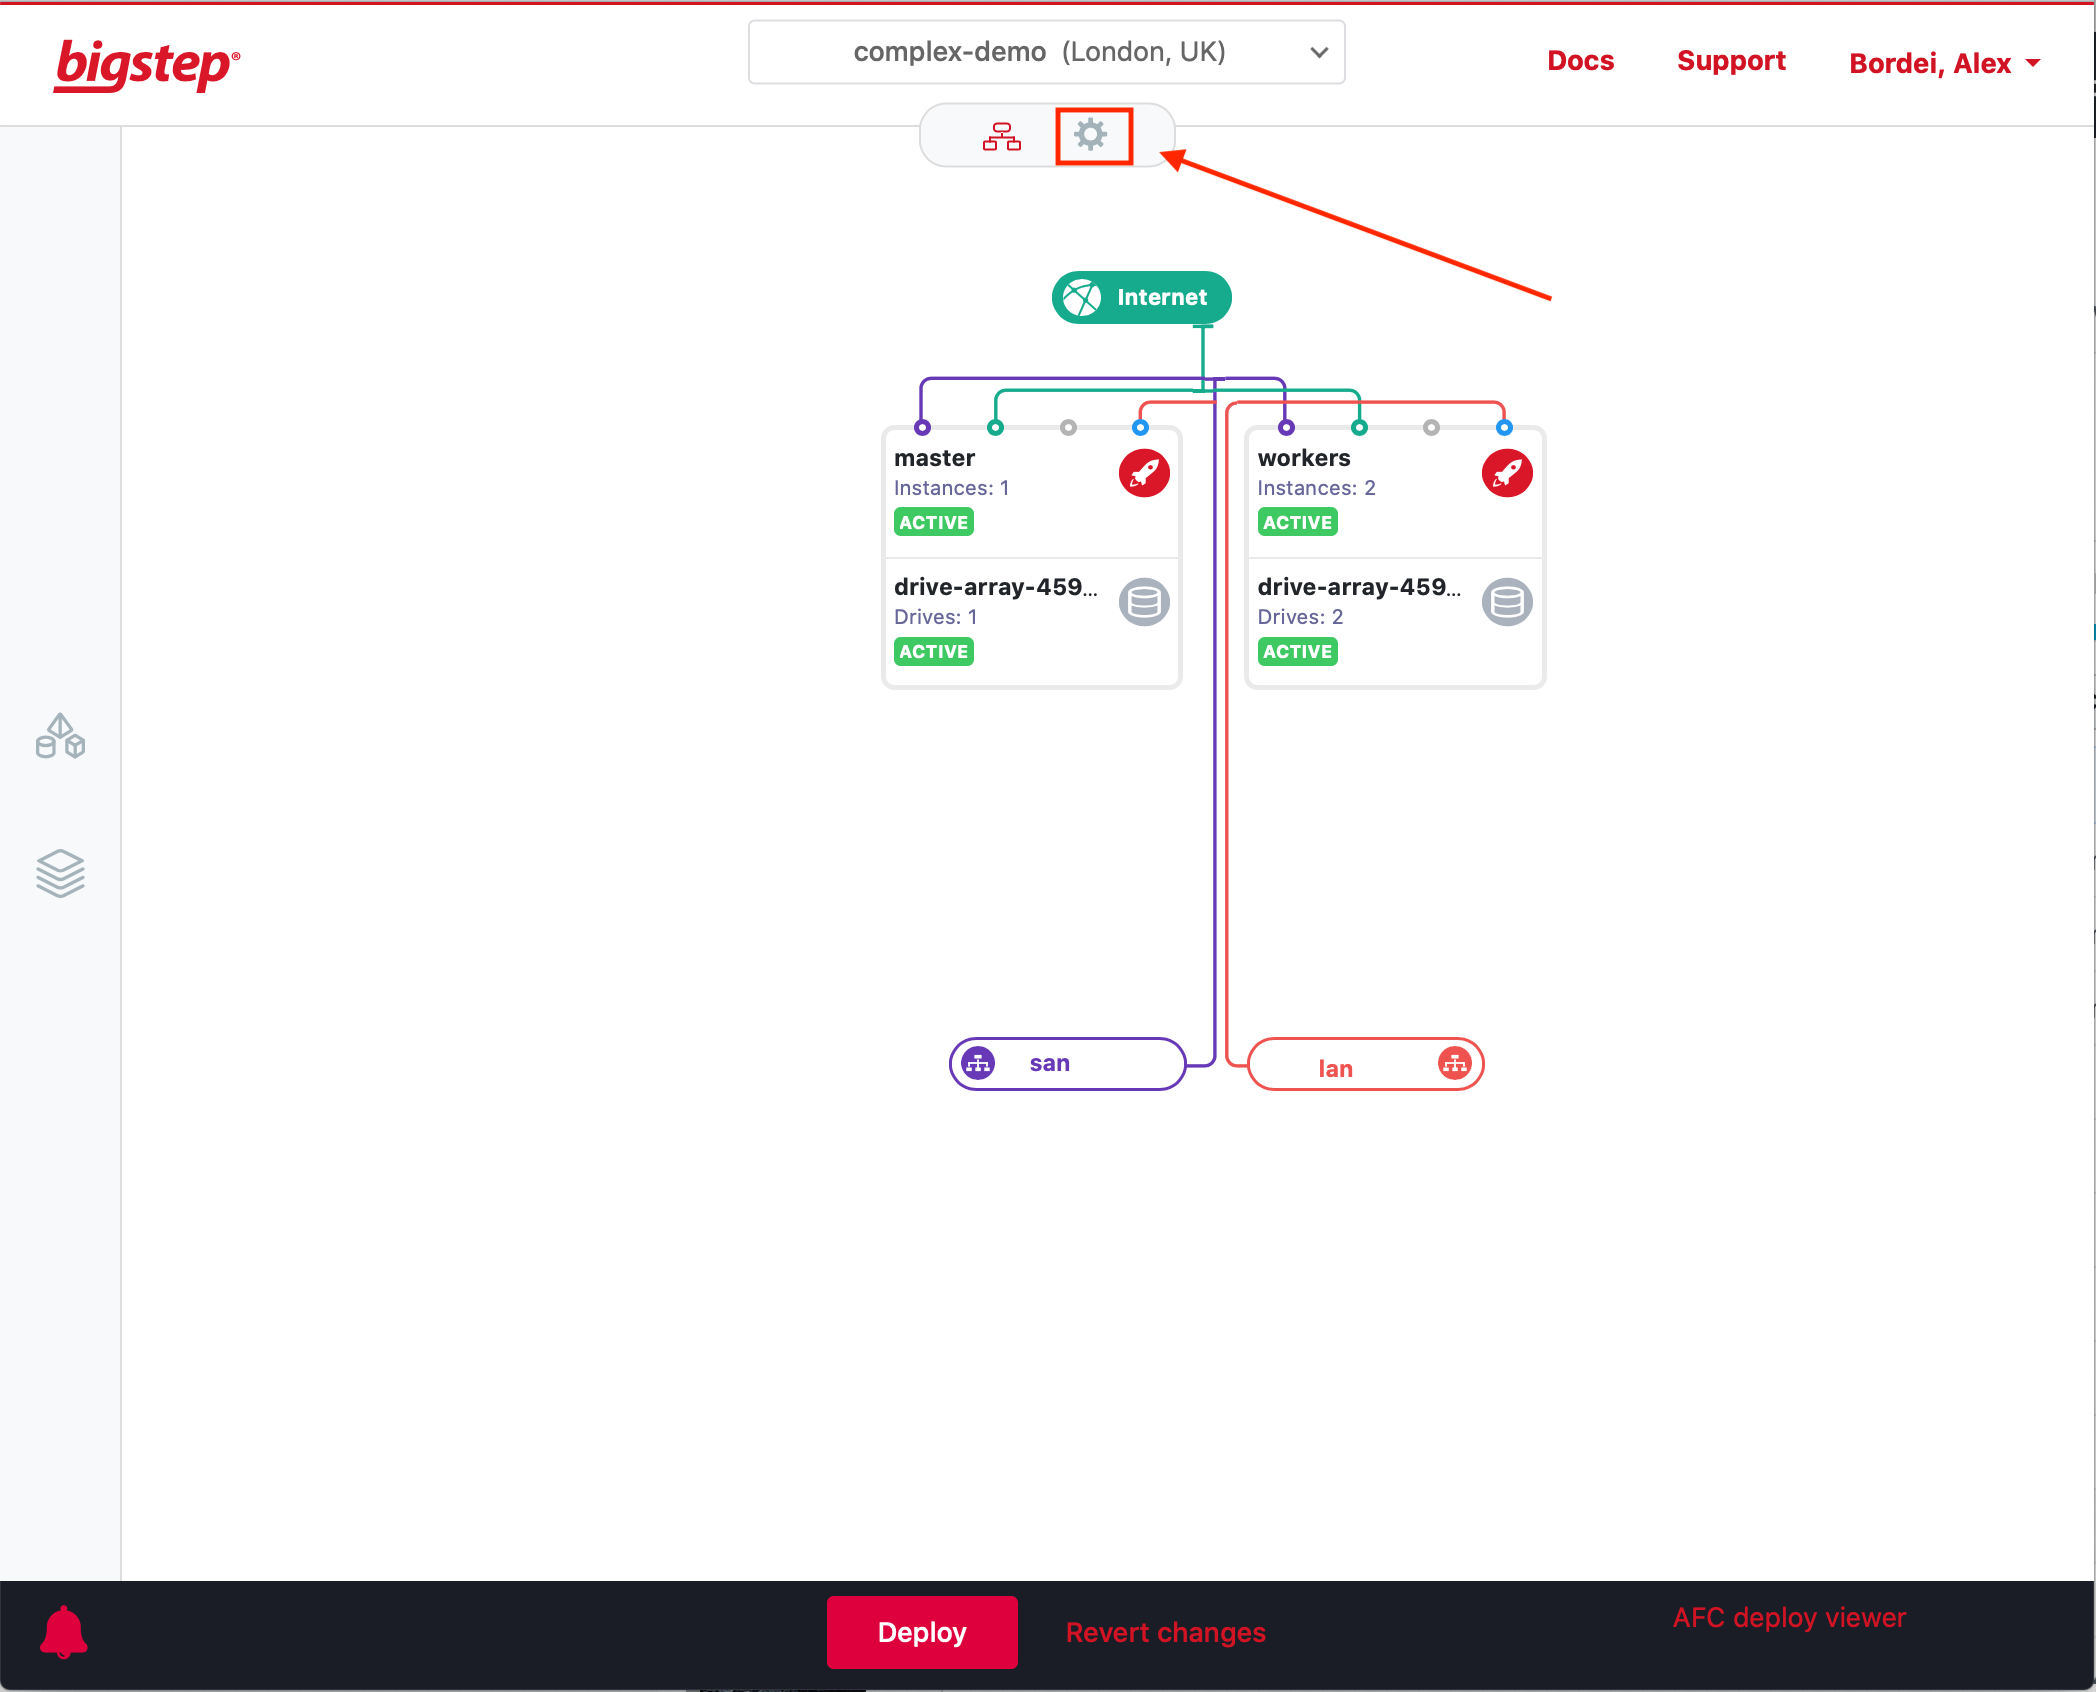 bigstep®
complex-demo (London, UK)
Docs
Support
Bordei, Alex
Internet
master
Instances: 1
ACTIVE
drive-array-459...
Drives: 1
ACTIVE
workers
Instances: 2
ACTIVE
drive-array-459...
Drives: 2
ACTIVE
san
lan
Deploy
Revert changes
AFC deploy viewer